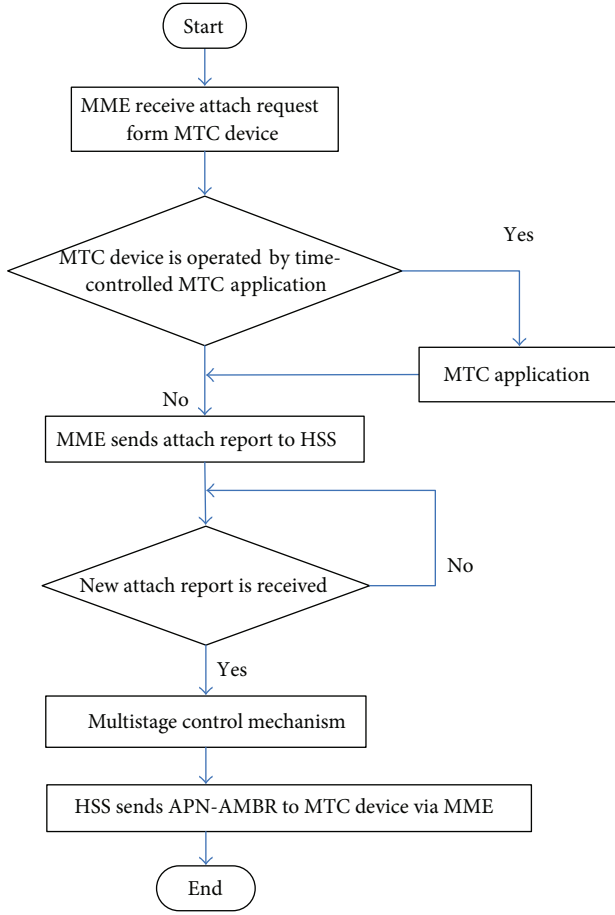 Start
MME receive attach request
form MTC device
MTC device is operated by time-
controlled MTC application
Yes
MTC application
No
MME sends attach report to HSS
New attach report is received
No
Yes
Multistage control mechanism
HSS sends APN-AMBR to MTC device via MME
End